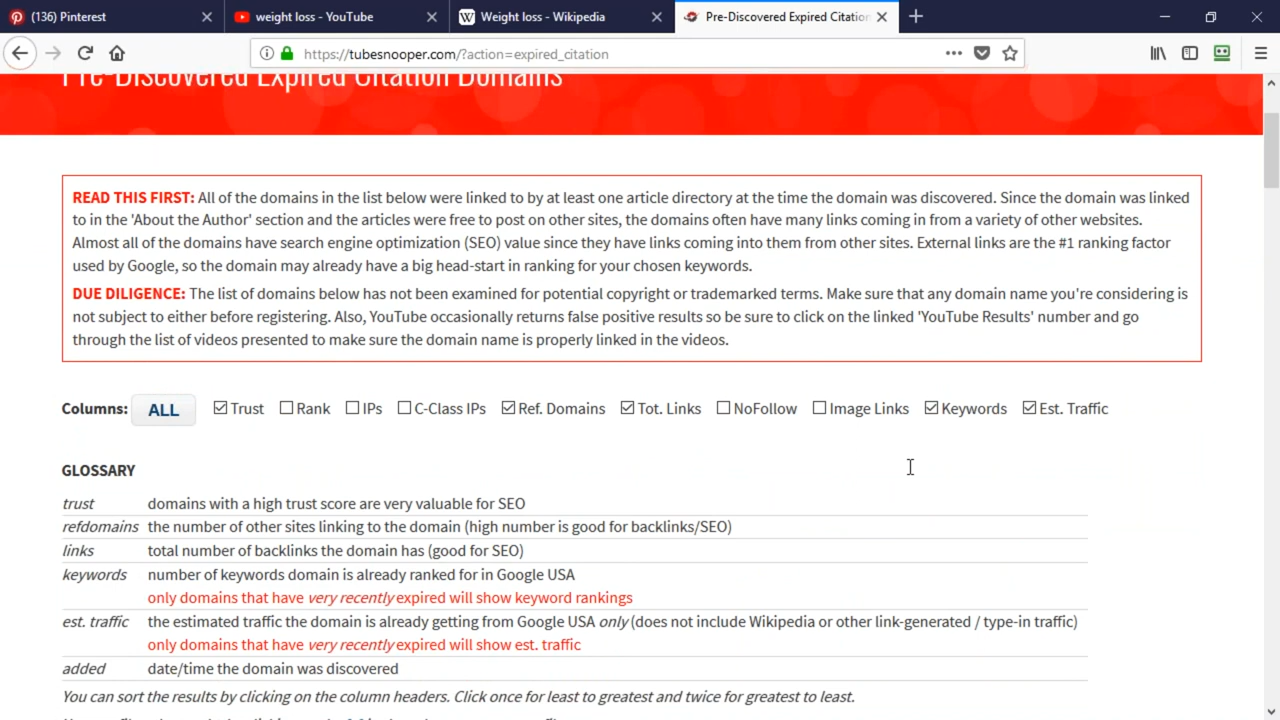 (136) Pinterest
weight loss - YouTube
Weight loss - Wikipedia
Pre-Discovered Expired Citation
https://tubesnooper.com/?action=expired_citation
Pre-Discovered Expired Citation Domains
READ THIS FIRST: All of the domains in the list below were linked to by at least one article directory at the time the domain was discovered. Since the domain was linked
to in the 'About the Author' section and the articles were free to post on other sites, the domains often have many links coming in from a variety of other websites.
Almost all of the domains have search engine optimization (SEO) value since they have links coming into them from other sites. External links are the #1 ranking factor
used by Google, so the domain may already have a big head-start in ranking for your chosen keywords.
DUE DILIGENCE: The list of domains below has not been examined for potential copyright or trademarked terms. Make sure that any domain name you're considering is
not subject to either before registering. Also, YouTube occasionally returns false positive results so be sure to click on the linked 'YouTube Results' number and go
through the list of videos presented to make sure the domain name is properly linked in the videos.
Columns: ALL Trust Rank IPs C-Class IPs Ref. Domains Tot. Links NoFollow Image Links Keywords Est. Traffic
GLOSSARY
trust domains with a high trust score are very valuable for SEO
refdomains the number of other sites linking to the domain (high number is good for backlinks/SEO)
links total number of backlinks the domain has (good for SEO)
keywords number of keywords domain is already ranked for in Google USA
only domains that have very recently expired will show keyword rankings
est. traffic the estimated traffic the domain is already getting from Google USA only (does not include Wikipedia or other link-generated / type-in traffic)
only domains that have very recently expired will show est. traffic
added date/time the domain was discovered
You can sort the results by clicking on the column headers. Click once for least to greatest and twice for greatest to least.